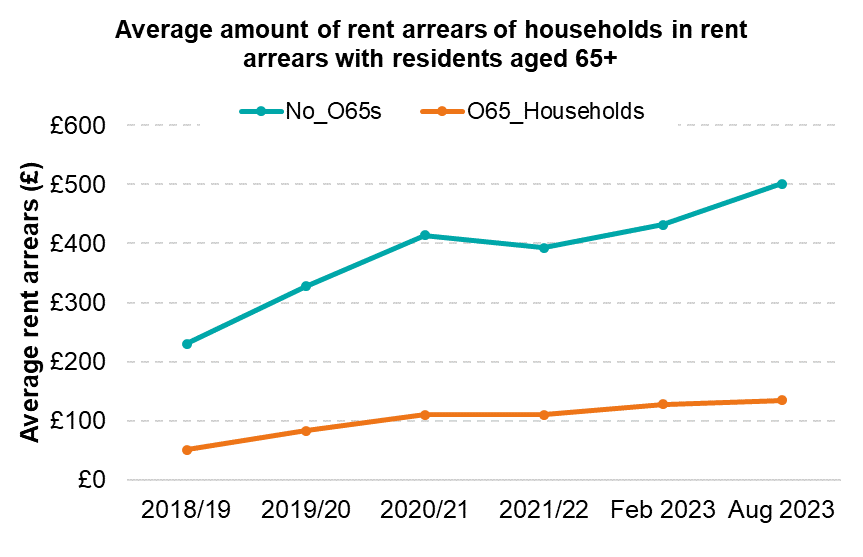 Average amount of rent arrears of households in rent
arrears with residents aged 65+
No_O65s
O65_Households
Average rent arrears (£)
£600
£500
£400
£300
£200
£100
£0
2018/19
2019/20
2020/21
2021/22
Feb 2023
Aug 2023